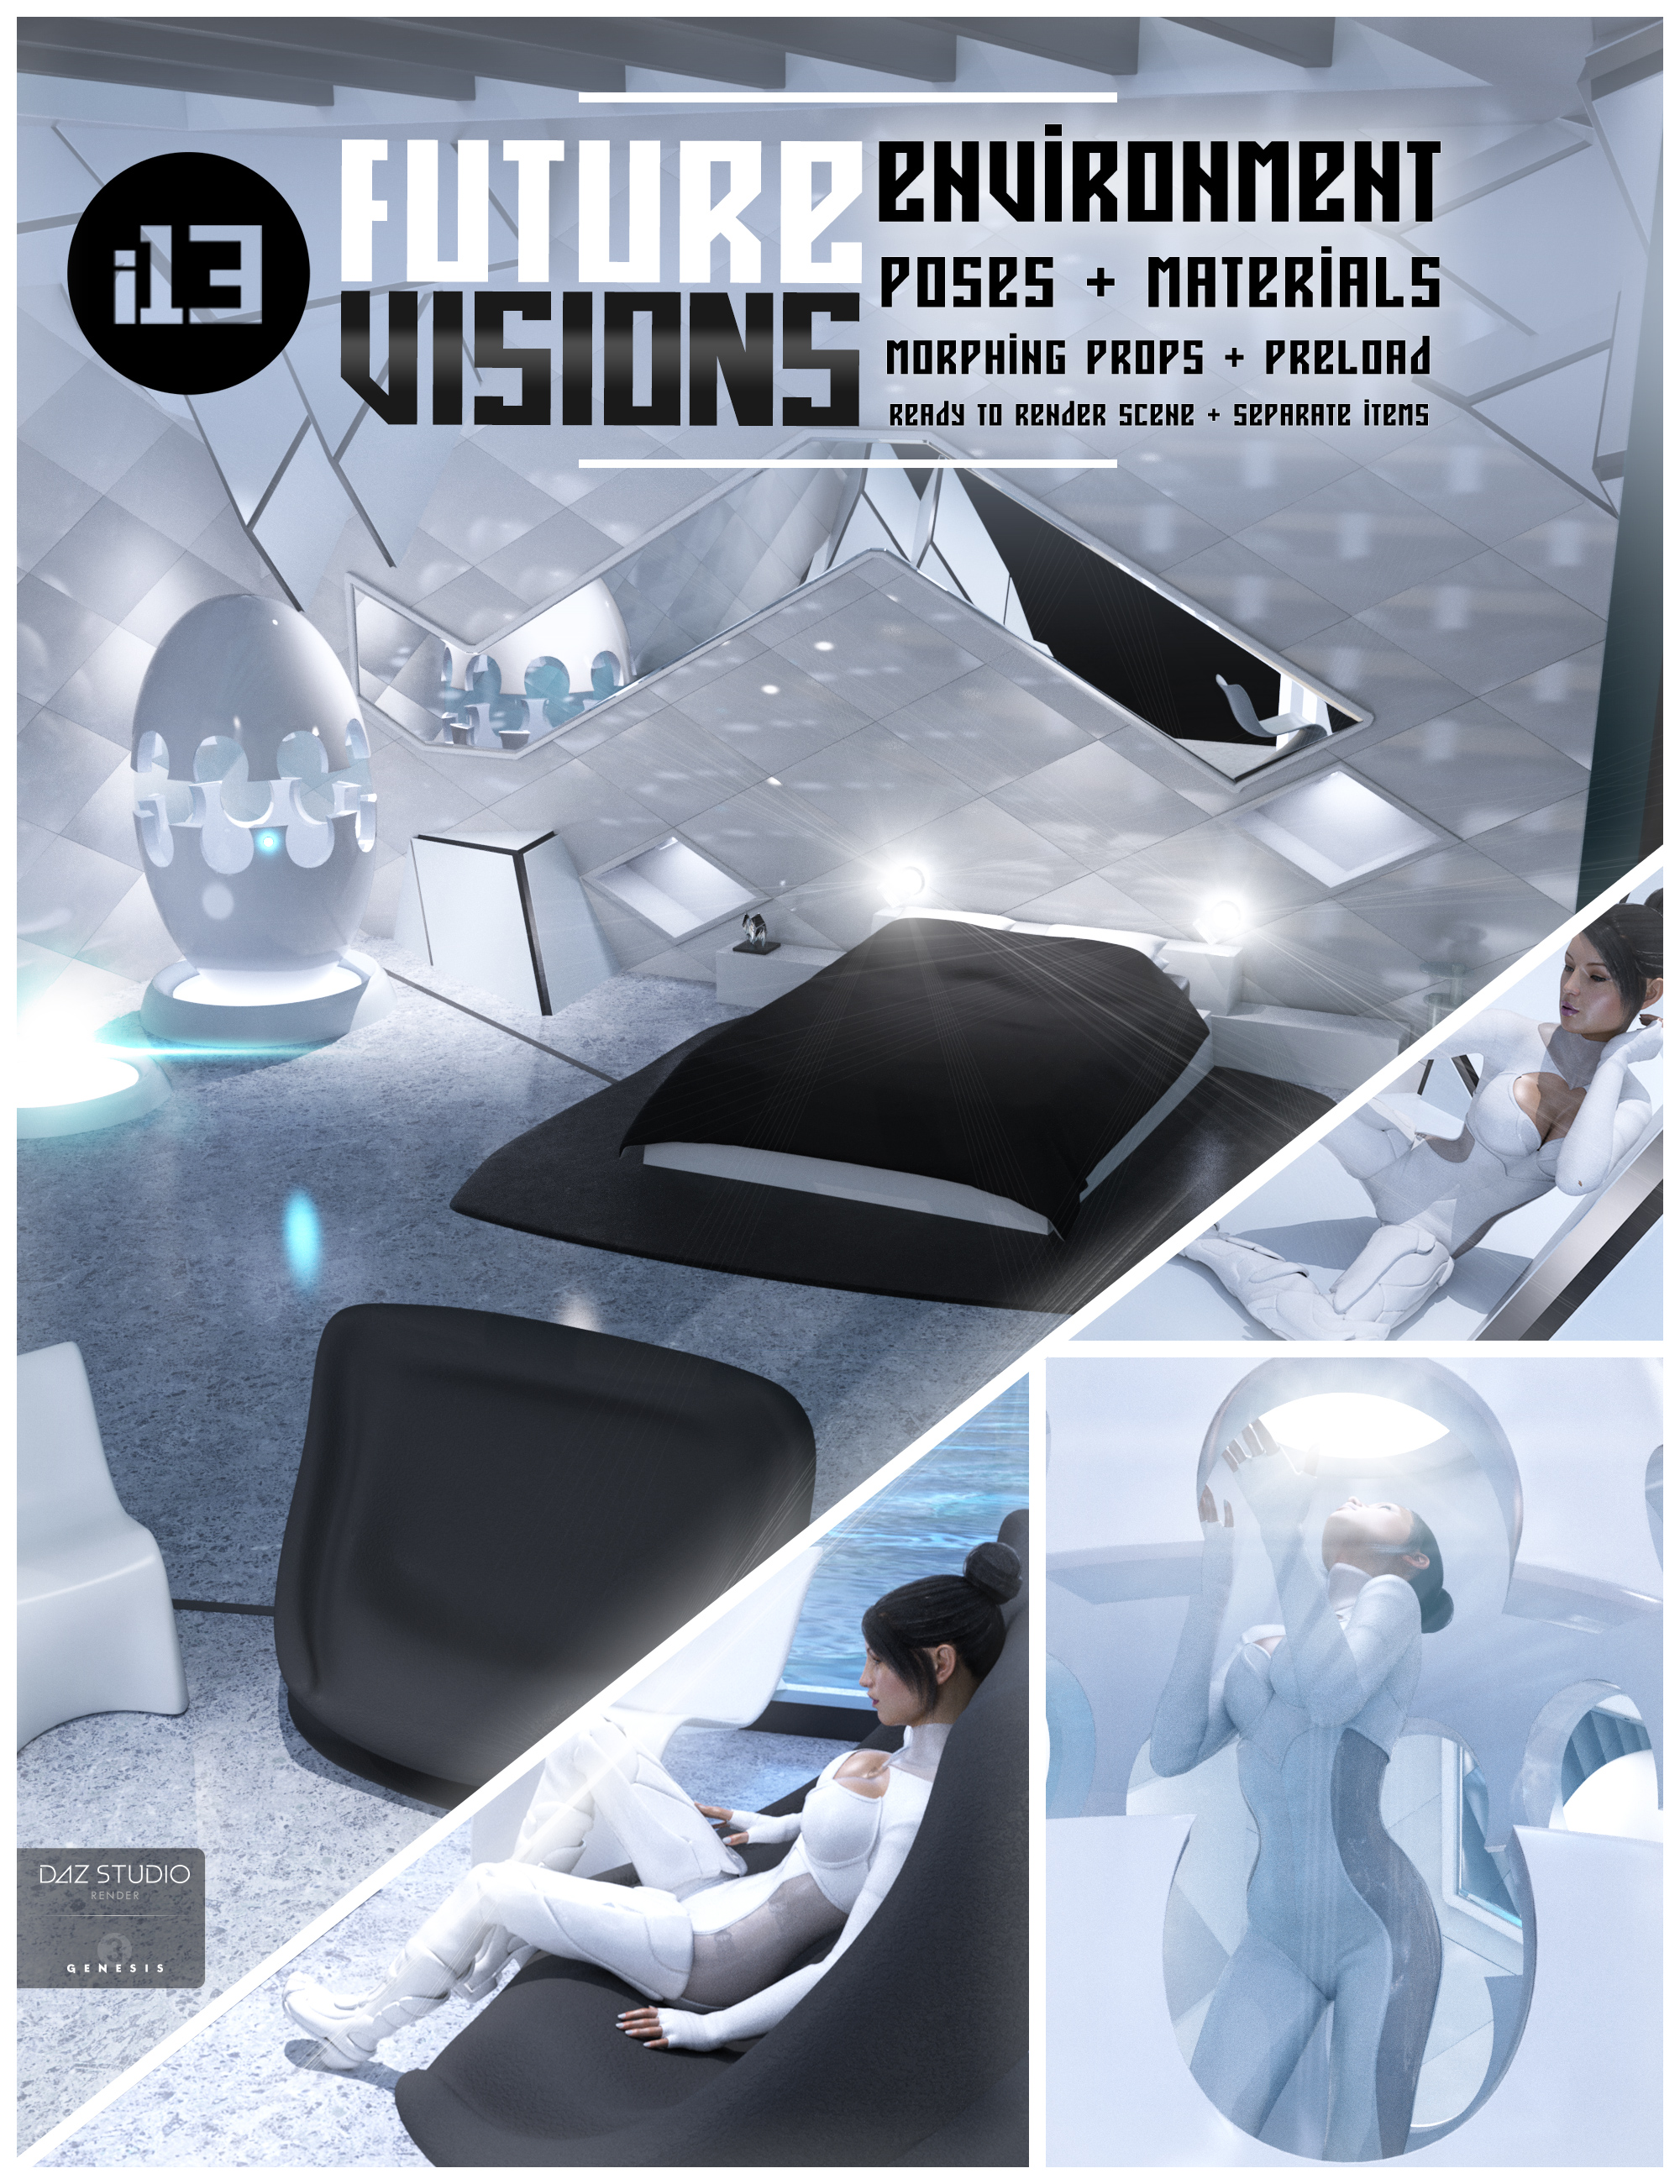 i13
FUTURE
VISIONS
ENVIRONMENT
POSES + MATERIALS
MORPHING PROPS + PRELOAD
READY TO RENDER SCENE + SEPARATE ITEMS
DAZ STUDIO
RENDER
3
GENESIS